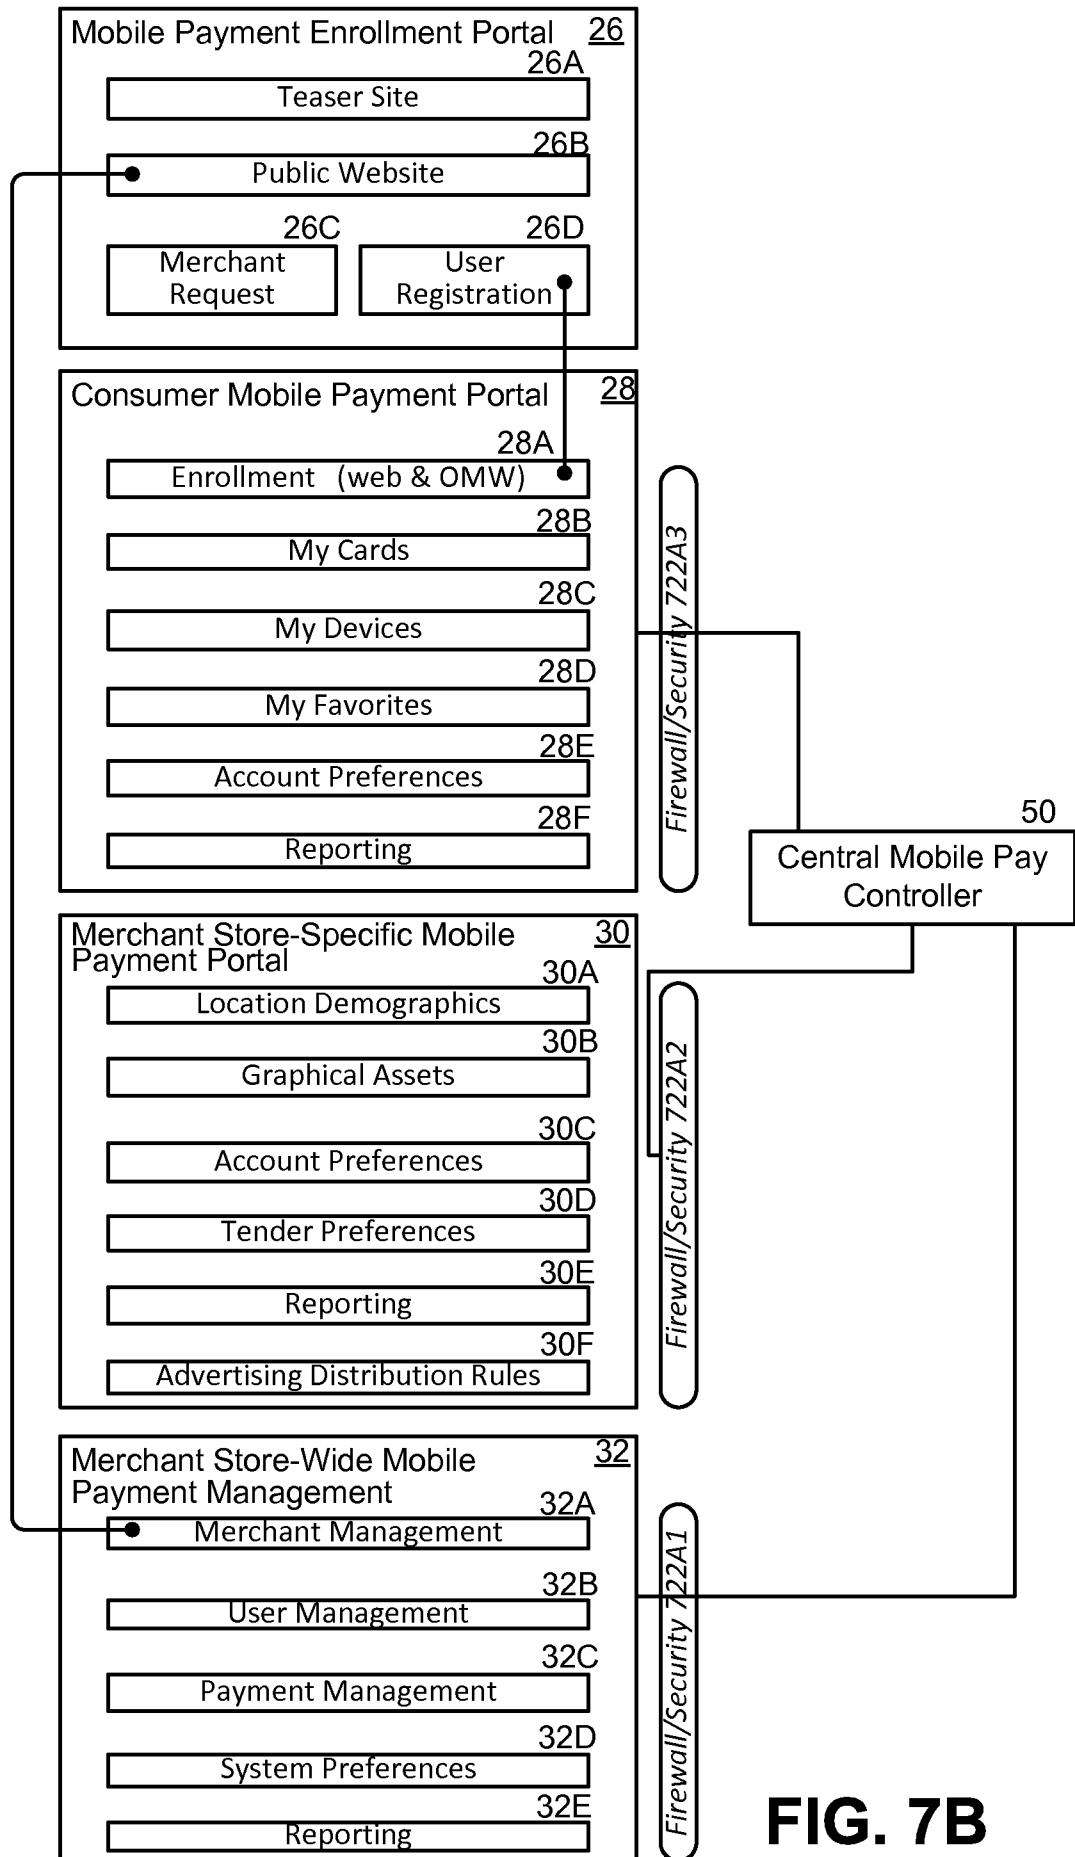 Mobile Payment Enrollment Portal 26
26A
Teaser Site
26B
Public Website
26C
26D
Merchant
Request
User
Registration
Consumer Mobile Payment Portal 28
28A
Enrollment (web & OMW)
28B
My Cards
28C
My Devices
28D
My Favorites
28E
Account Preferences
28F
Reporting
Firewall/Security 722A3
50
Central Mobile Pay
Controller
Merchant Store-Specific Mobile 30
Payment Portal
30A
Location Demographics
30B
Graphical Assets
30C
Account Preferences
30D
Tender Preferences
30E
Reporting
30F
Advertising Distribution Rules
Firewall/Security 722A2
Merchant Store-Wide Mobile 32
Payment Management
32A
Merchant Management
32B
User Management
32C
Payment Management
32D
System Preferences
32E
Reporting
Firewall/Security 722A1
FIG. 7B